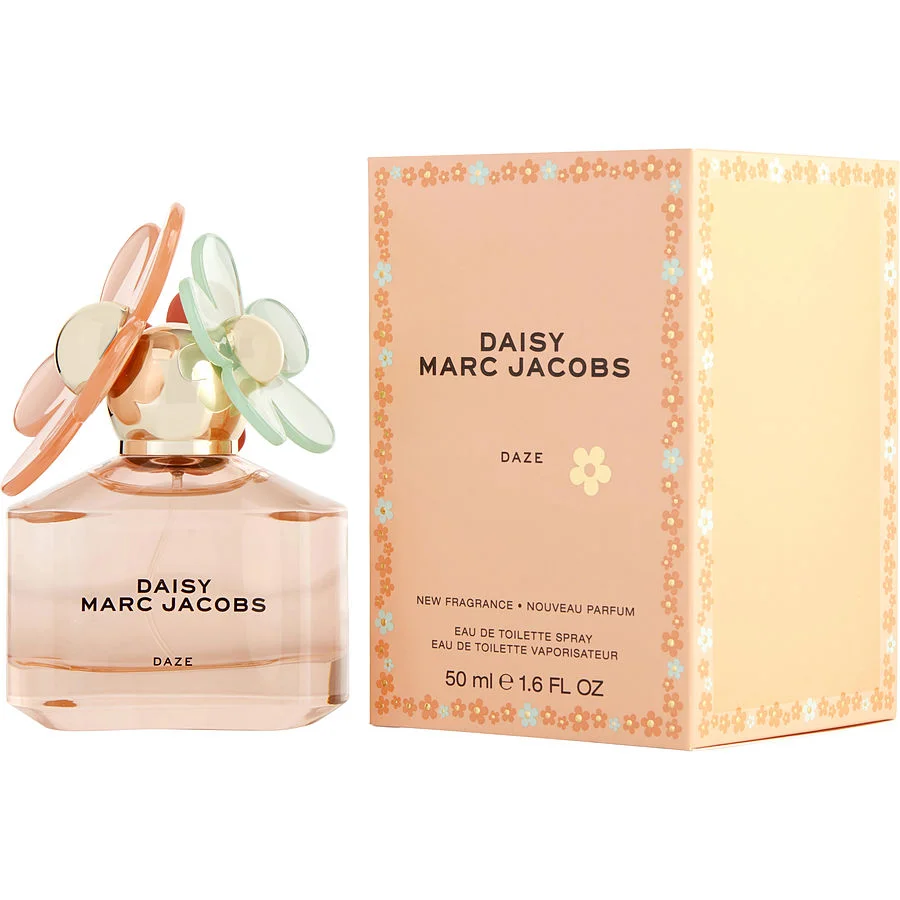 DAISY
MARC JACOBS
DAZE
DAISY
MARC JACOBS
DAZE
NEW FRAGRANCE • NOUVEAU PARFUM
EAU DE TOILETTE SPRAY
EAU DE TOILETTE VAPORISATEUR
50 ml ℮ 1.6 FL OZ